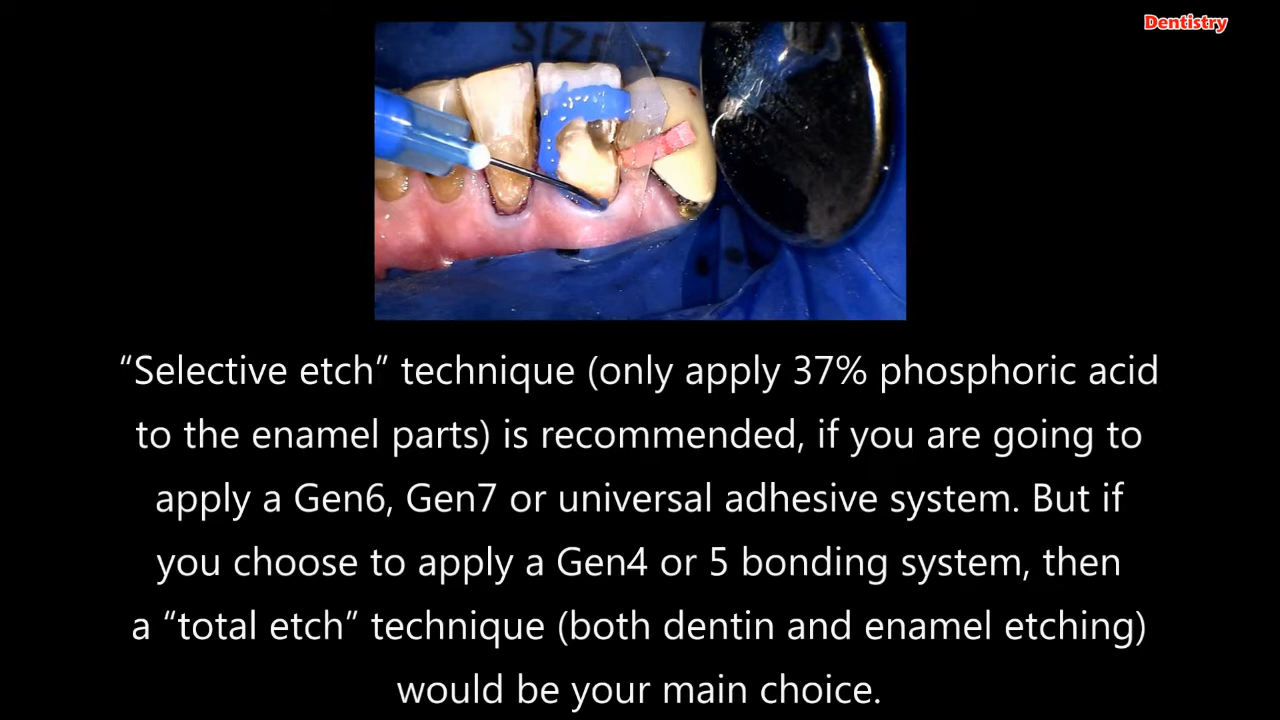 Dentistry
SIZE
“Selective etch” technique (only apply 37% phosphoric acid
to the enamel parts) is recommended, if you are going to
apply a Gen6, Gen7 or universal adhesive system. But if
you choose to apply a Gen4 or 5 bonding system, then
a “total etch” technique (both dentin and enamel etching)
would be your main choice.